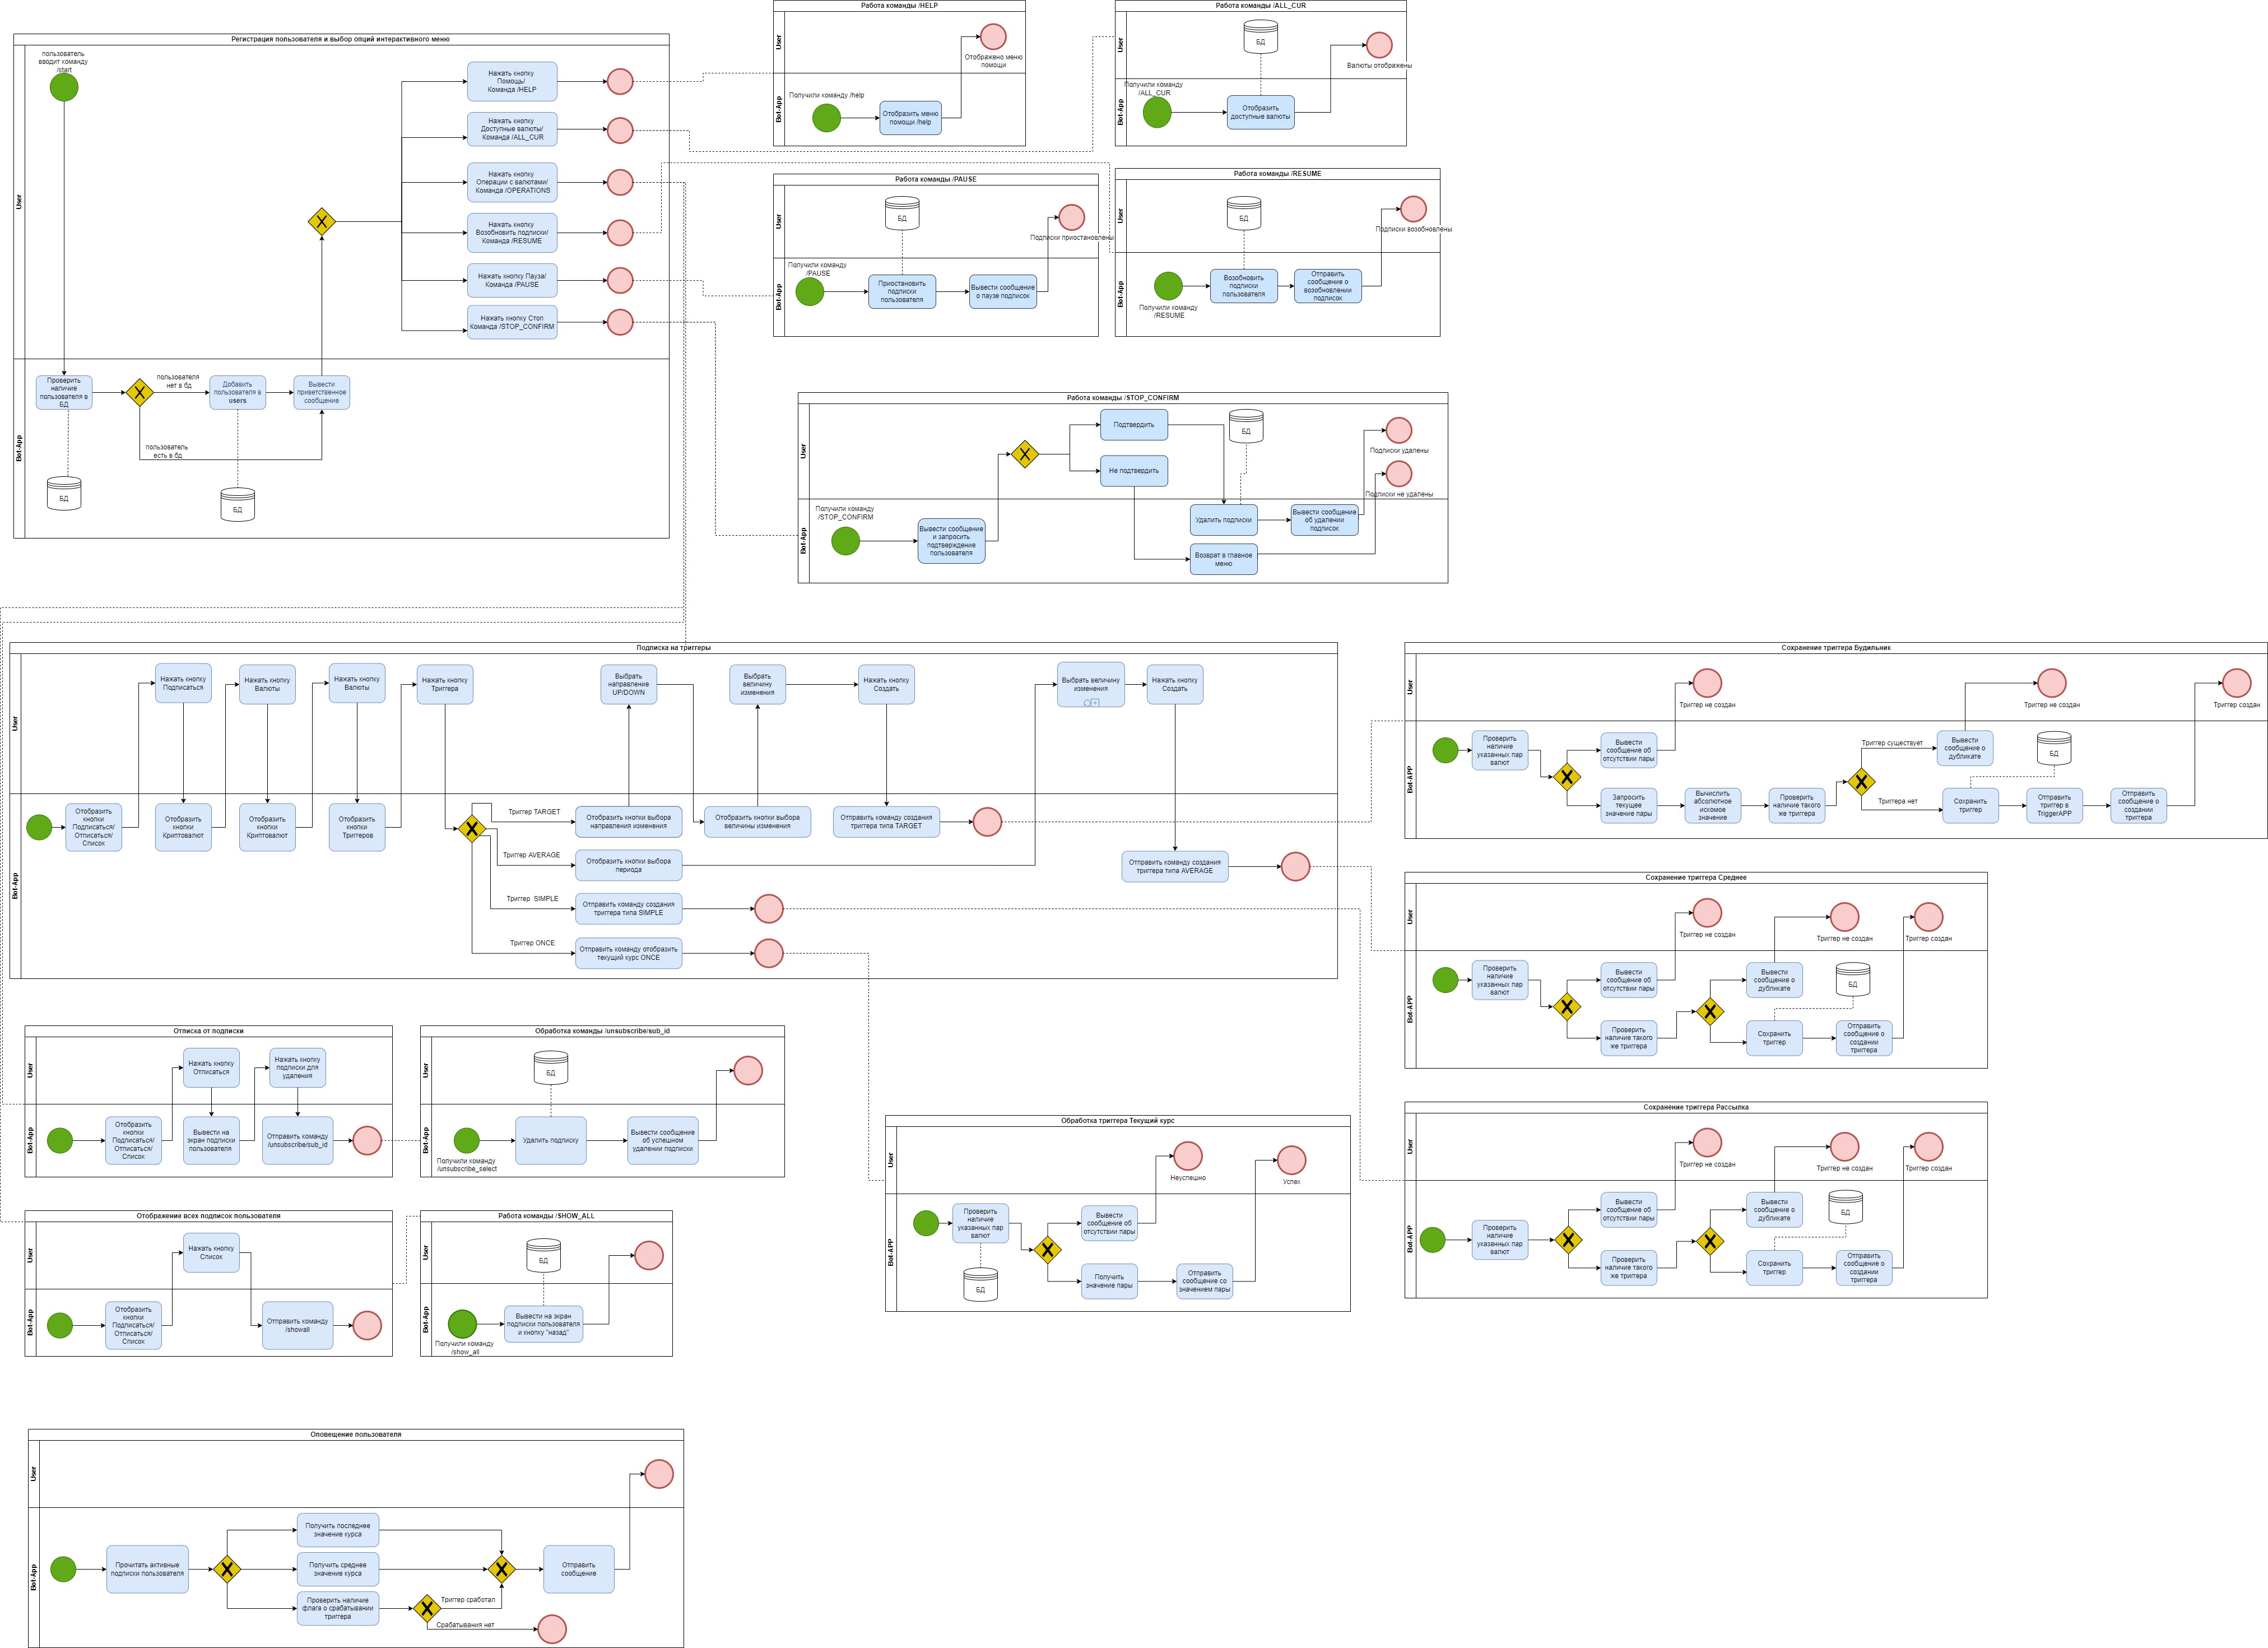 Регистрация пользователя и выбор опций интерактивного меню
User
Bot-App
пользователь
вводит команду
/start
Нажать кнопку
Помощь/
Команда /HELP
Нажать кнопку
Доступные валюты/
Команда /ALL_CUR
Нажать кнопку
Операции с валютами/
Команда /OPERATIONS
Нажать кнопку
Возобновить подписки/
Команда /RESUME
Нажать кнопку Пауза/
Команда /PAUSE
Нажать кнопку Стоп
Команда /STOP_CONFIRM
Проверить
наличие
пользователя в
БД
пользователя
нет в бд
Добавить
пользователя в
users
Вывести
приветственное
сообщение
пользователь
есть в бд
БД
БД
Работа команды /HELP
User
Bot-App
Отображено меню
помощи
Получили команду /help
Отобразить меню
помощи /help
Работа команды /ALL_CUR
User
Bot-App
БД
Валюты отображены
Получили команду
/ALL_CUR
Отобразить
доступные валюты
Работа команды /PAUSE
User
Bot-App
БД
Подписки приостановлены
Получили команду
/PAUSE
Приостановить
подписки
пользователя
Вывести сообщение
о паузе подписок
Работа команды /RESUME
User
Bot-App
БД
Подписки возобновлены
Получили команду
/RESUME
Возобновить
подписки
пользователя
Отправить
сообщение о
возобновлении
подписок
Работа команды /STOP_CONFIRM
User
Bot-App
Подтвердить
Не подтвердить
БД
Подписки удалены
Подписки не удалены
Получили команду
/STOP_CONFIRM
Вывести сообщение
и запросить
подтверждение
пользователя
Удалить подписки
Вывести сообщение
об удалении
подписок
Возврат в главное
меню
Подписка на триггеры
User
Bot-App
Нажать кнопку
Подписаться
Нажать кнопку
Валюты
Нажать кнопку
Валюты
Нажать кнопку
Триггера
Выбрать
направление
UP/DOWN
Выбрать
величину
изменения
Нажать кнопку
Создать
Выбрать величину
изменения
Нажать кнопку
Создать
Отобразить
кнопки
Подписаться/
Отписаться/
Список
Отобразить
кнопки
Криптовалют
Отобразить
кнопки
Криптовалют
Отобразить
кнопки
Триггеров
Триггер TARGET
Отобразить кнопки выбора
направления изменения
Отобразить кнопки выбора
величины изменения
Отправить команду создания
триггера типа TARGET
Триггер AVERAGE
Отобразить кнопки выбора
периода
Отправить команду создания
триггера типа AVERAGE
Триггер SIMPLE
Отправить команду создания
триггера типа SIMPLE
Триггер ONCE
Отправить команду отобразить
текущий курс ONCE
Сохранение триггера Будильник
User
Bot-APP
Триггер не создан
Триггер не создан
Триггер создан
Проверить
наличие
указанных пар
валют
Вывести
сообщение об
отсутствии пары
Триггер существует
Вывести
сообщение о
дубликате
БД
Запросить
текущее
значение пары
Вычислить
абсолютное
искомое
значение
Проверить
наличие такого
же триггера
Триггера нет
Сохранить
триггер
Отправить
триггер в
TriggerAPP
Отправить
сообщение о
создании
триггера
Сохранение триггера Среднее
User
Bot-APP
Триггер не создан
Триггер не создан
Триггер создан
Проверить
наличие
указанных пар
валют
Вывести
сообщение об
отсутствии пары
Вывести
сообщение о
дубликате
БД
Проверить
наличие такого
же триггера
Сохранить
триггер
Отправить
сообщение о
создании
триггера
Отписка от подписки
User
Bot-App
Нажать кнопку
Отписаться
Нажать кнопку
подписки для
удаления
Отобразить
кнопки
Подписаться/
Отписаться/
Список
Вывести на
экран подписки
пользователя
Отправить команду
/unsubscribe/sub_id
Обработка команды /unsubscribe/sub_id
User
Bot-App
БД
Получили команду
/unsubscribe_select
Удалить подписку
Вывести сообщение
об успешном
удалении подписки
Обработка триггера Текущий курс
User
Bot-APP
Неуспешно
Успех
Проверить
наличие
указанных пар
валют
Вывести
сообщение об
отсутствии пары
БД
Получить
значение пары
Отправить
сообщение со
значением пары
Сохранение триггера Рассылка
User
Bot-APP
Триггер не создан
Триггер не создан
Триггер создан
Проверить
наличие
указанных пар
валют
Вывести
сообщение об
отсутствии пары
Вывести
сообщение о
дубликате
БД
Проверить
наличие такого
же триггера
Сохранить
триггер
Отправить
сообщение о
создании
триггера
Отображение всех подписок пользователя
User
Bot-App
Нажать кнопку
Список
Отобразить
кнопки
Подписаться/
Отписаться/
Список
Отправить команду
/showall
Работа команды /SHOW_ALL
User
Bot-App
БД
Получили команду
/show_all
Вывести на экран
подписки пользователя
и кнопку "назад"
Оповещение пользователя
User
Bot-App
Прочитать активные
подписки пользователя
Получить последнее
значение курса
Получить среднее
значение курса
Проверить наличие
флага о срабатывании
триггера
Триггер сработал
Срабатывания нет
Отправить
сообщение